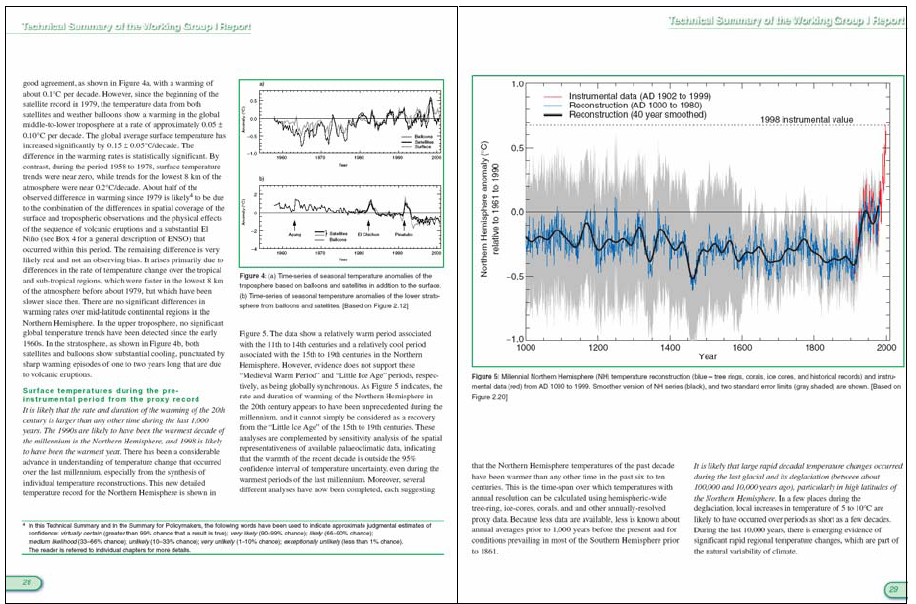 Technical Summary of the Working Group I Report
good agreement, as shown in Figure 4a, with a warming of
about 0.1°C per decade. However, since the beginning of the
satellite record in 1979, the temperature data from both
satellites and weather balloons show a warming in the global
middle-to-lower troposphere at a rate of approximately 0.05 ±
0.10°C per decade. The global average surface temperature has
increased significantly by 0.15 ± 0.05°C/decade. The
difference in the warming rates is statistically significant. By
contrast, during the period 1958 to 1978, surface temperature
trends were near zero, while trends for the lowest 8 km of the
atmosphere were near 0.2°C/decade. About half of the
observed difference in warming since 1979 is likely4 to be due
to the combination of the differences in spatial coverage of the
surface and tropospheric observations and the physical effects
of the sequence of volcanic eruptions and a substantial El
Niño (see Box 4 for a general description of ENSO) that
occurred within this period. The remaining difference is very
likely real and not an observing bias. It arises primarily due to
differences in the rate of temperature change over the tropical
and sub-tropical regions, which were faster in the lowest 8 km
of the atmosphere before about 1979, but which have been
slower since then. There are no significant differences in
warming rates over mid-latitude continental regions in the
Northern Hemisphere. In the upper troposphere, no significant
global temperature trends have been detected since the early
1960s. In the stratosphere, as shown in Figure 4b, both
satellites and balloons show substantial cooling, punctuated by
sharp warming episodes of one to two years long that are due
to volcanic eruptions.
Surface temperatures during the pre-
instrumental period from the proxy record
It is likely that the rate and duration of the warming of the 20th
century is larger than any other time during the last 1,000
years. The 1990s are likely to have been the warmest decade of
the millennium in the Northern Hemisphere, and 1998 is likely
to have been the warmest year. There has been a considerable
advance in understanding of temperature change that occurred
over the last millennium, especially from the synthesis of
individual temperature reconstructions. This new detailed
temperature record for the Northern Hemisphere is shown in
a)
Anomaly (°C)
0.5
0.0
-0.5
-1.0
Balloons
Satellites
Surface
1960 1970 1980 1990 2000
Year
b)
Anomaly (°C)
2
0
-2
-4
Agung El Chichon Pinatubo
Satellites
Balloons
1960 1970 1980 1990 2000
Year
Figure 4: (a) Time-series of seasonal temperature anomalies of the
troposphere based on balloons and satellites in addition to the surface.
(b) Time-series of seasonal temperature anomalies of the lower strato-
sphere from balloons and satellites. [Based on Figure 2.12]
Figure 5. The data show a relatively warm period associated
with the 11th to 14th centuries and a relatively cool period
associated with the 15th to 19th centuries in the Northern
Hemisphere. However, evidence does not support these
“Medieval Warm Period” and “Little Ice Age” periods, respec-
tively, as being globally synchronous. As Figure 5 indicates, the
rate and duration of warming of the Northern Hemisphere in
the 20th century appears to have been unprecedented during the
millennium, and it cannot simply be considered as a recovery
from the “Little Ice Age” of the 15th to 19th centuries. These
analyses are complemented by sensitivity analysis of the spatial
representativeness of available palaeoclimatic data, indicating
that the warmth of the recent decade is outside the 95%
confidence interval of temperature uncertainty, even during the
warmest periods of the last millennium. Moreover, several
different analyses have now been completed, each suggesting
4 In this Technical Summary and in the Summary for Policymakers, the following words have been used to indicate approximate judgmental estimates of
confidence: virtually certain (greater than 99% chance that a result is true); very likely (90–99% chance); likely (66–90% chance);
medium likelihood (33–66% chance); unlikely (10–33% chance); very unlikely (1-10% chance); exceptionally unlikely (less than 1% chance).
The reader is referred to individual chapters for more details.
28
Technical Summary of the Working Group I Report
Northern Hemisphere anomaly (°C)
relative to 1961 to 1990
1.0
0.5
0.0
-0.5
-1.0
Instrumental data (AD 1902 to 1999)
Reconstruction (AD 1000 to 1980)
Reconstruction (40 year smoothed)
1998 instrumental value
1000 1200 1400 1600 1800 2000
Year
Figure 5: Millennial Northern Hemisphere (NH) temperature reconstruction (blue – tree rings, corals, ice cores, and historical records) and instru-
mental data (red) from AD 1000 to 1999. Smoother version of NH series (black), and two standard error limits (gray shaded) are shown. [Based on
Figure 2.20]
that the Northern Hemisphere temperatures of the past decade
have been warmer than any other time in the past six to ten
centuries. This is the time-span over which temperatures with
annual resolution can be calculated using hemispheric-wide
tree-ring, ice-cores, corals, and and other annually-resolved
proxy data. Because less data are available, less is known about
annual averages prior to 1,000 years before the present and for
conditions prevailing in most of the Southern Hemisphere prior
to 1861.
It is likely that large rapid decadal temperature changes occurred
during the last glacial and its deglaciation (between about
100,000 and 10,000 years ago), particularly in high latitudes of
the Northern Hemisphere. In a few places during the
deglaciation, local increases in temperature of 5 to 10°C are
likely to have occurred over periods as short as a few decades.
During the last 10,000 years, there is emerging evidence of
significant rapid regional temperature changes, which are part of
the natural variability of climate.
29